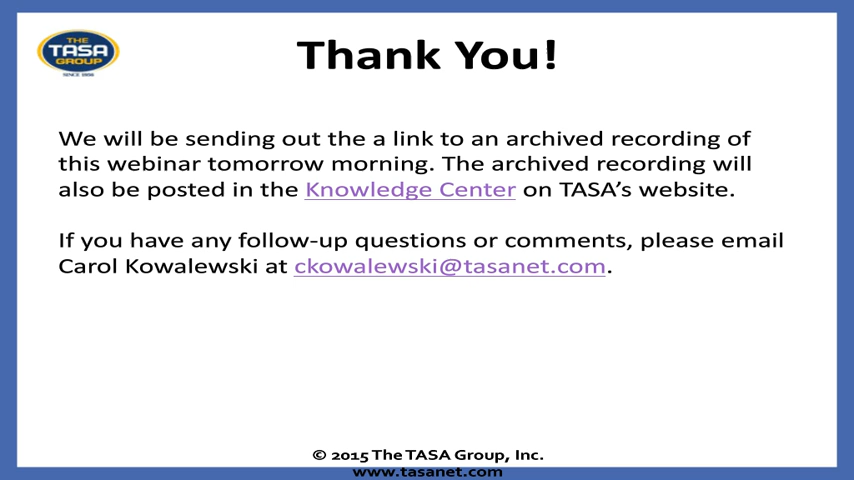 THE
TASA
GROUP
SINCE 1956
Thank You!
We will be sending out the a link to an archived recording of
this webinar tomorrow morning. The archived recording will
also be posted in the Knowledge Center on TASA's website.
If you have any follow-up questions or comments, please email
Carol Kowalewski at ckowalewski@tasanet.com.
© 2015 The TASA Group, Inc.
www.tasanet.com